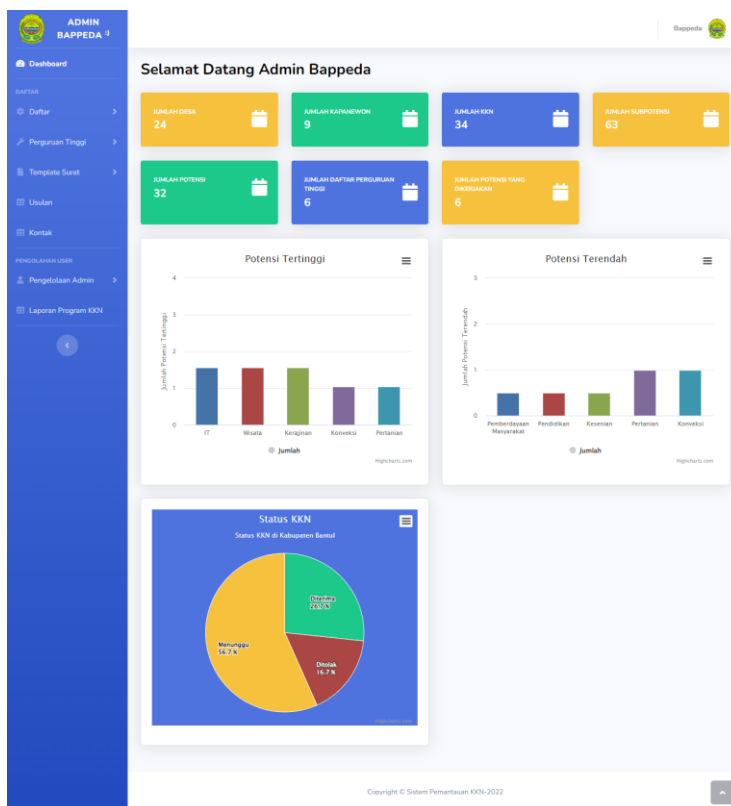 ADMIN
BAPPEDA :)
Bappeda
Dashboard
DAFTAR
Daftar
Perguruan Tinggi
Template Surat
Usulan
Kontak
PENGOLAHAN USER
Pengelolaan Admin
Laporan Program KKN
Selamat Datang Admin Bappeda
JUMLAH DESA
24
JUMLAH KAPANEWON
9
JUMLAH KKN
34
JUMLAH SUBPOTENSI
63
JUMLAH POTENSI
32
JUMLAH DAFTAR PERGURUAN
TINGGI
6
JUMLAH POTENSI YANG
DIKERJAKAN
6
Potensi Tertinggi
Jumlah Potensi Tertinggi
4
3
2
1
0
IT
Wisata
Kerajinan
Konveksi
Pertanian
Jumlah
Highcharts.com
Potensi Terendah
Jumlah Potensi Terendah
3
2
1
0
Pemberdayaan
Masyarakat
Pendidikan
Kesenian
Pertanian
Konveksi
Jumlah
Highcharts.com
Status KKN
Status KKN di Kabupaten Bantul
Diterima
26.7 %
Menunggu
56.7 %
Ditolak
16.7 %
Highcharts.com
Copyright © Sistem Pemantauan KKN-2022